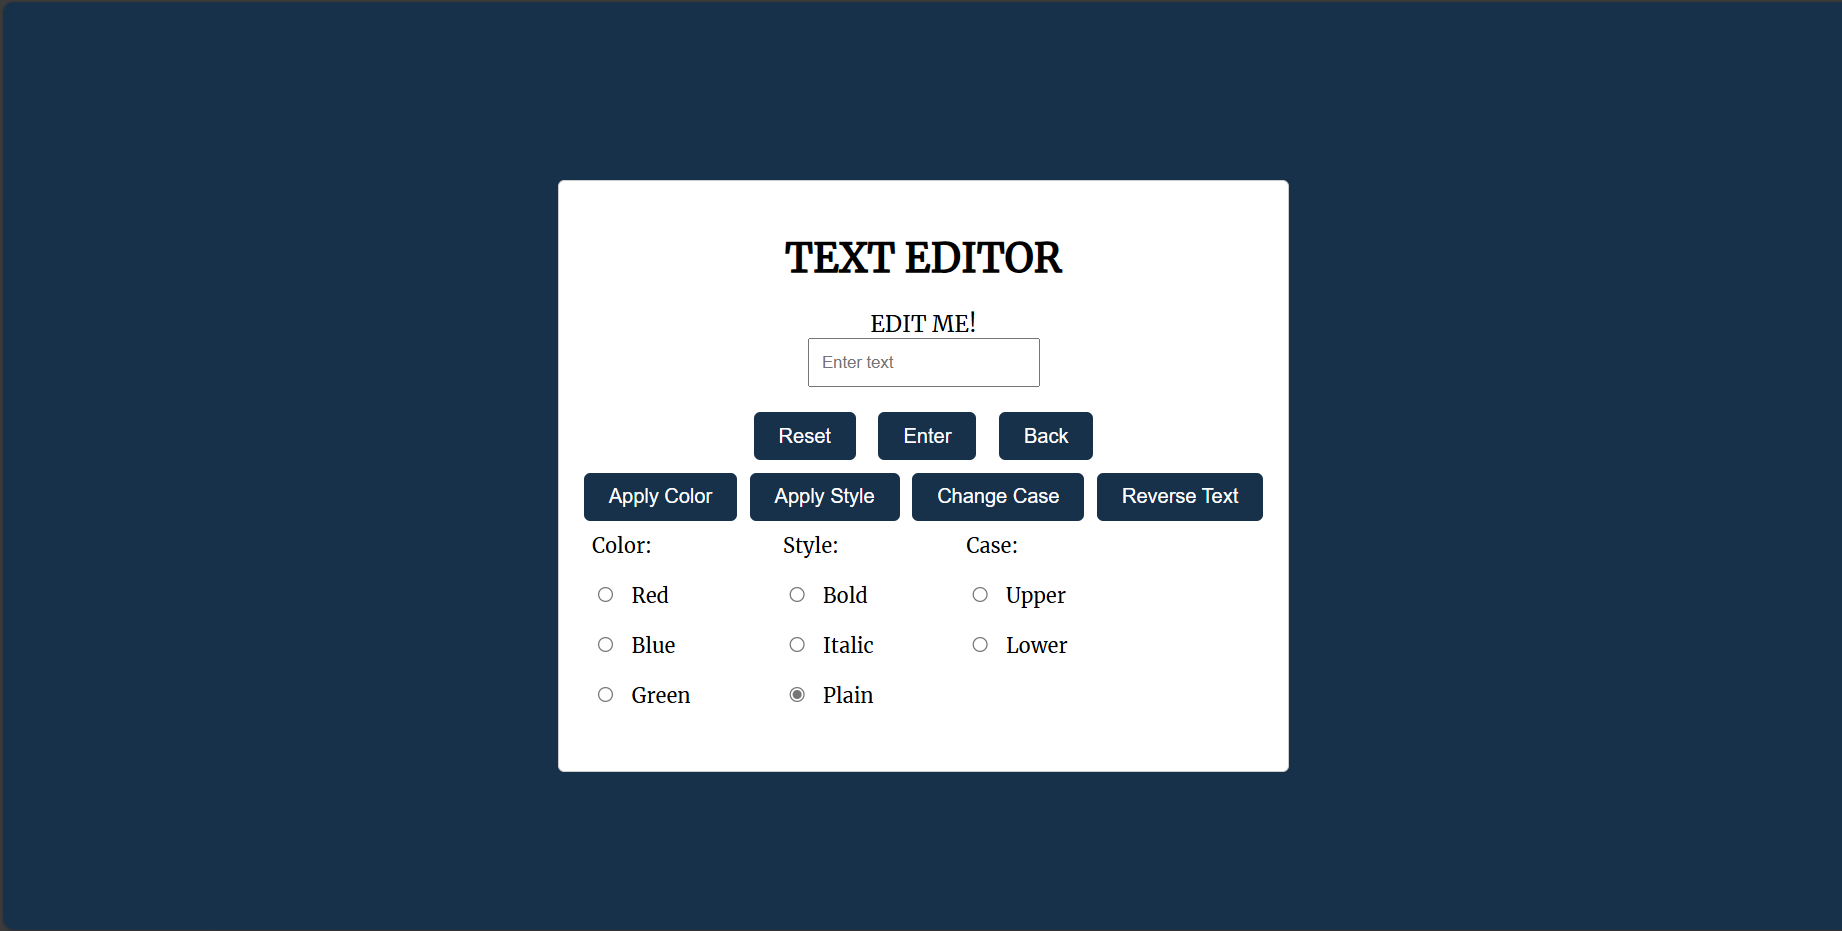 TEXT EDITOR
EDIT ME!
Enter text
Reset Enter Back
Apply Color Apply Style Change Case Reverse Text
Color: Style: Case:
Red Bold Upper
Blue Italic Lower
Green Plain